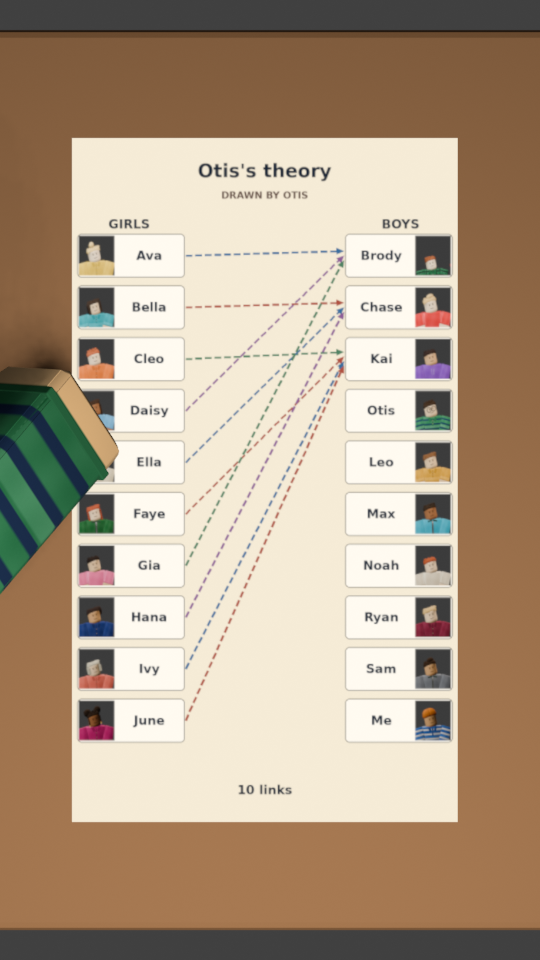 Otis's theory
DRAWN BY OTIS
GIRLS BOYS
Ava Brody
Bella Chase
Cleo Kai
Daisy Otis
Ella Leo
Faye Max
Gia Noah
Hana Ryan
Ivy Sam
June Me
10 links